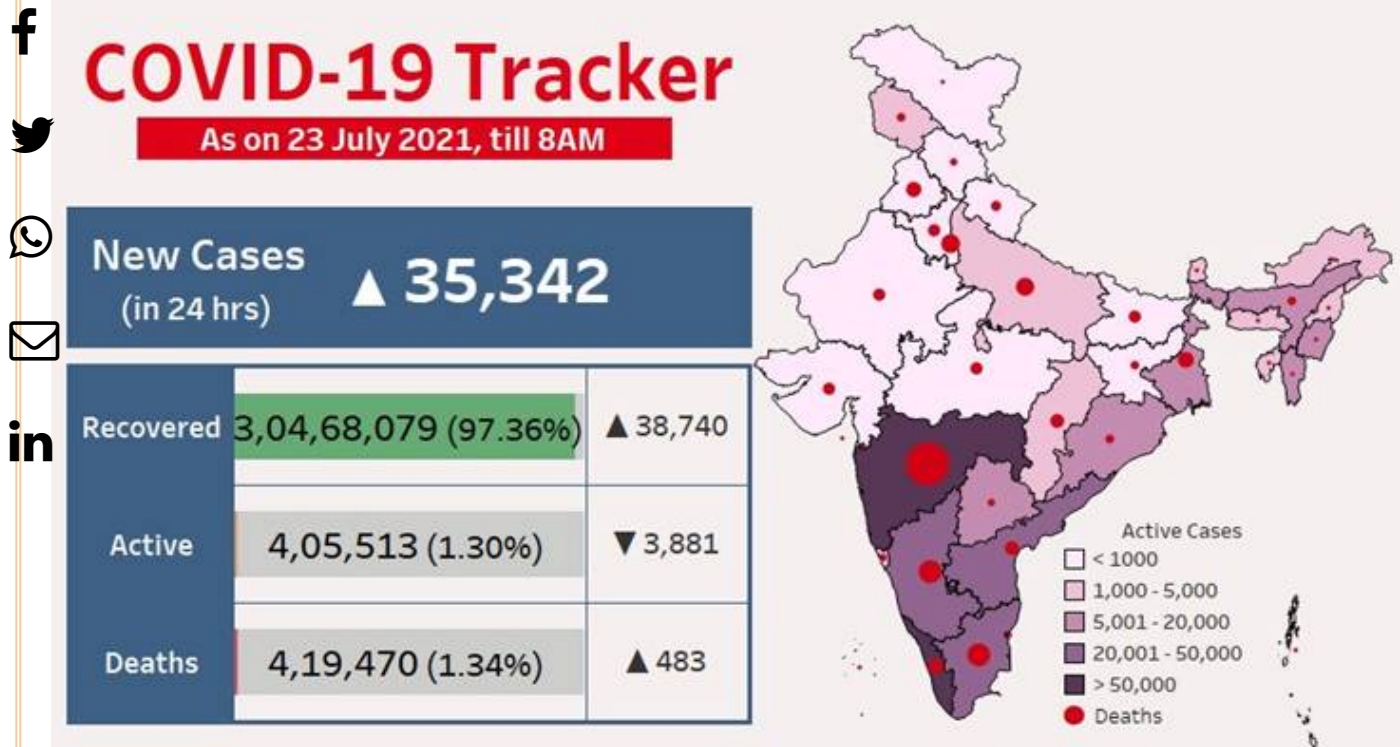 COVID-19 Tracker
As on 23 July 2021, till 8AM
New Cases
(in 24 hrs)
▲ 35,342
Recovered 3,04,68,079 (97.36%) ▲ 38,740
Active 4,05,513 (1.30%) ▼ 3,881
Deaths 4,19,470 (1.34%) ▲ 483
Active Cases
< 1000
1,000 - 5,000
5,001 - 20,000
20,001 - 50,000
> 50,000
Deaths
f
in